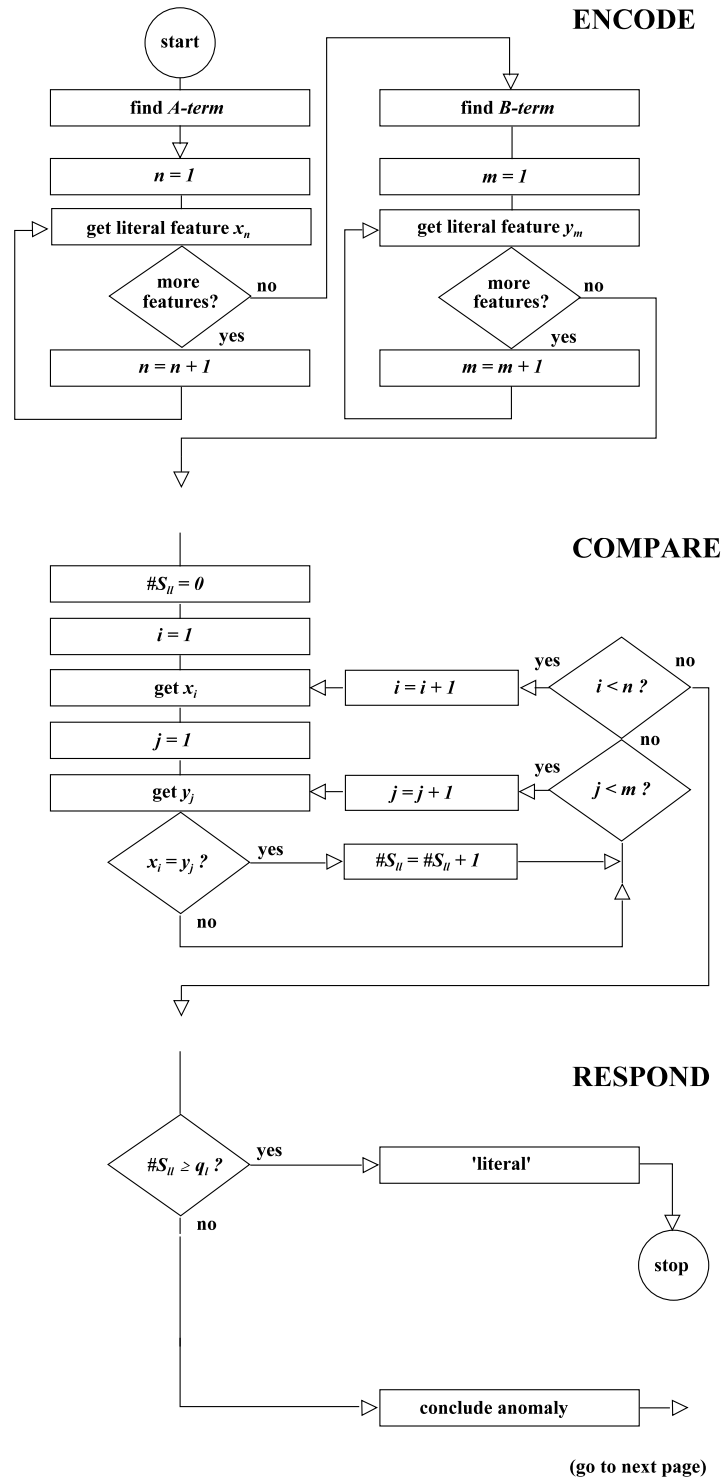 ENCODE
start
find A-term
find B-term
n = 1
m = 1
get literal feature xₙ
get literal feature yₘ
more
features?
no
yes
more
features?
no
yes
n = n + 1
m = m + 1
COMPARE
#Sₗₗ = 0
i = 1
yes
no
get xᵢ
i = i + 1
i < n ?
j = 1
no
yes
get yⱼ
j = j + 1
j < m ?
xᵢ = yⱼ ?
yes
#Sₗₗ = #Sₗₗ + 1
no
RESPOND
#Sₗₗ ≥ qₗ ?
yes
'literal'
no
stop
conclude anomaly
(go to next page)